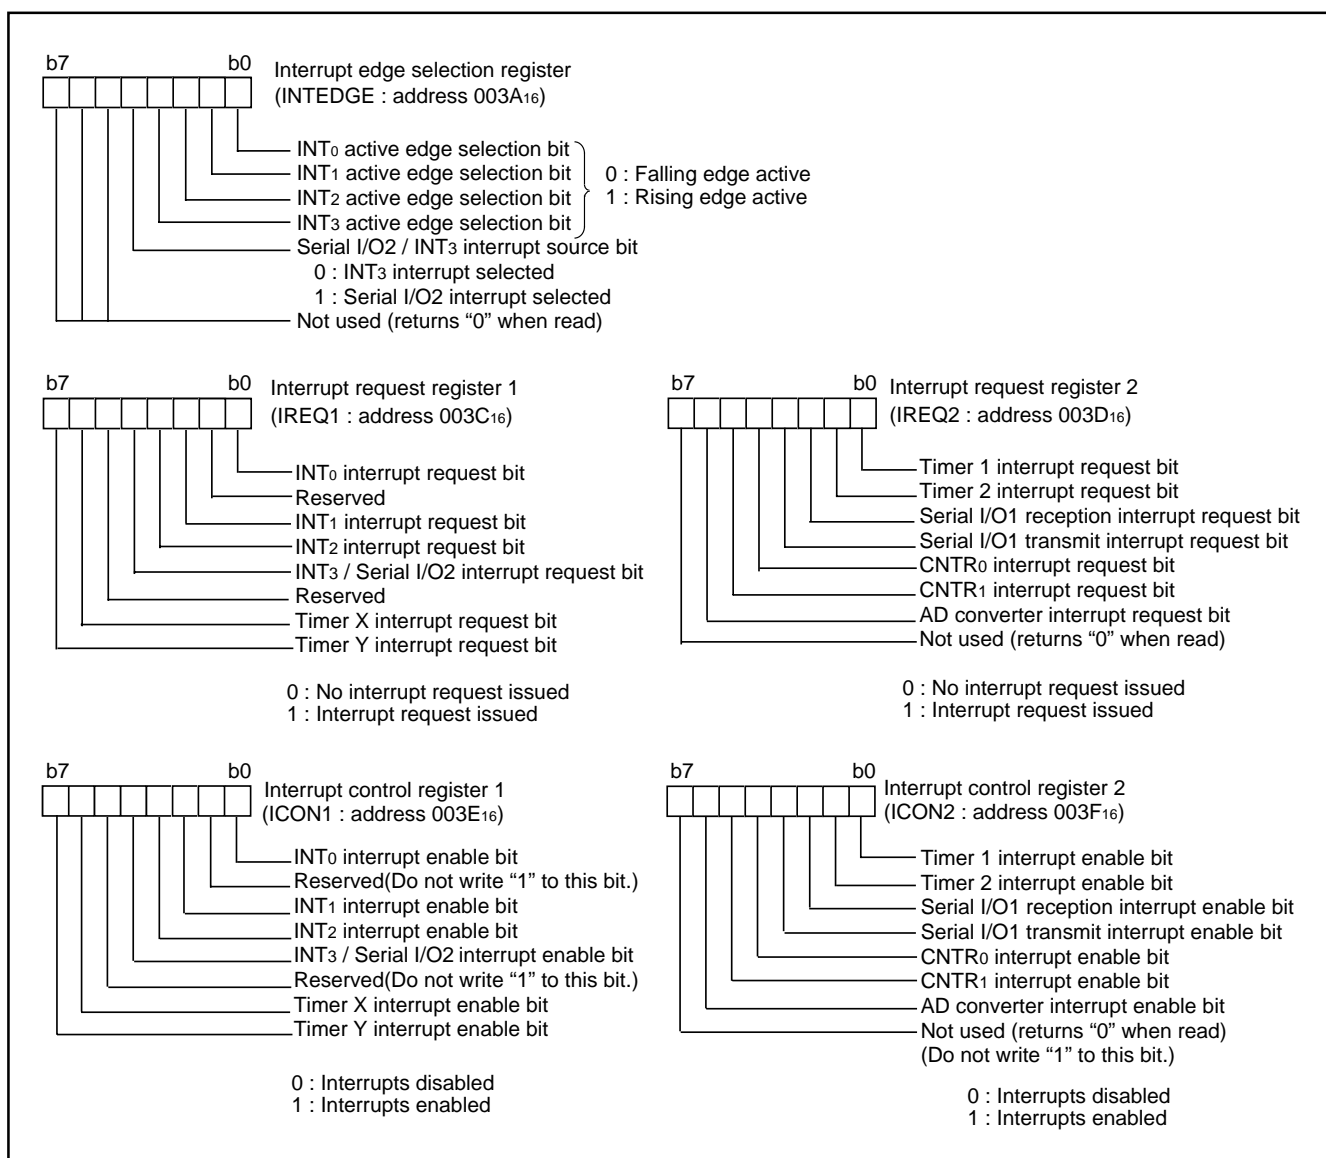 b7 b0 Interrupt edge selection register
(INTEDGE : address 003A16)
INT0 active edge selection bit
INT1 active edge selection bit 0 : Falling edge active
INT2 active edge selection bit 1 : Rising edge active
INT3 active edge selection bit
Serial I/O2 / INT3 interrupt source bit
0 : INT3 interrupt selected
1 : Serial I/O2 interrupt selected
Not used (returns “0” when read)
b7 b0 Interrupt request register 1
(IREQ1 : address 003C16)
INT0 interrupt request bit
Reserved
INT1 interrupt request bit
INT2 interrupt request bit
INT3 / Serial I/O2 interrupt request bit
Reserved
Timer X interrupt request bit
Timer Y interrupt request bit
0 : No interrupt request issued
1 : Interrupt request issued
b7 b0 Interrupt request register 2
(IREQ2 : address 003D16)
Timer 1 interrupt request bit
Timer 2 interrupt request bit
Serial I/O1 reception interrupt request bit
Serial I/O1 transmit interrupt request bit
CNTR0 interrupt request bit
CNTR1 interrupt request bit
AD converter interrupt request bit
Not used (returns “0” when read)
0 : No interrupt request issued
1 : Interrupt request issued
b7 b0 Interrupt control register 1
(ICON1 : address 003E16)
INT0 interrupt enable bit
Reserved(Do not write “1” to this bit.)
INT1 interrupt enable bit
INT2 interrupt enable bit
INT3 / Serial I/O2 interrupt enable bit
Reserved(Do not write “1” to this bit.)
Timer X interrupt enable bit
Timer Y interrupt enable bit
0 : Interrupts disabled
1 : Interrupts enabled
b7 b0 Interrupt control register 2
(ICON2 : address 003F16)
Timer 1 interrupt enable bit
Timer 2 interrupt enable bit
Serial I/O1 reception interrupt enable bit
Serial I/O1 transmit interrupt enable bit
CNTR0 interrupt enable bit
CNTR1 interrupt enable bit
AD converter interrupt enable bit
Not used (returns “0” when read)
(Do not write “1” to this bit.)
0 : Interrupts disabled
1 : Interrupts enabled